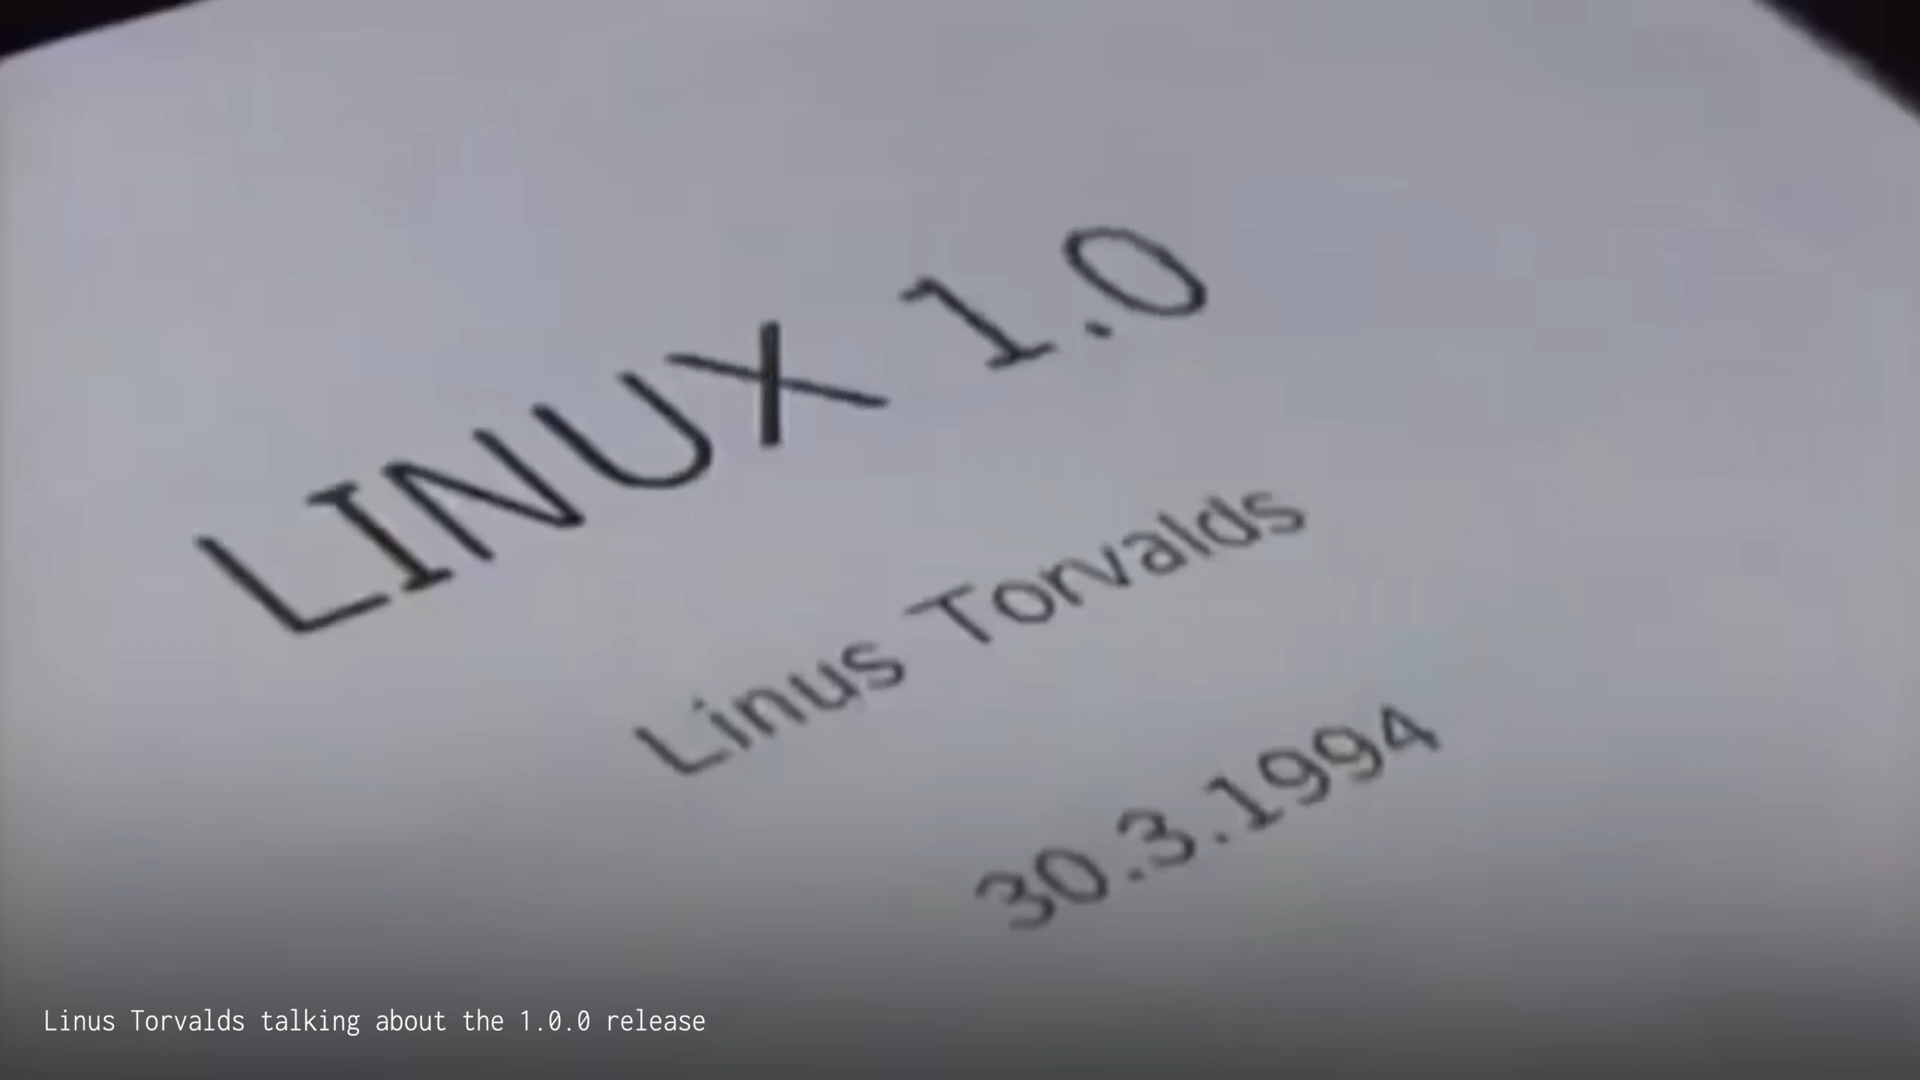 LINUX 1.0
Linus Torvalds
30.3.1994
Linus Torvalds talking about the 1.0.0 release